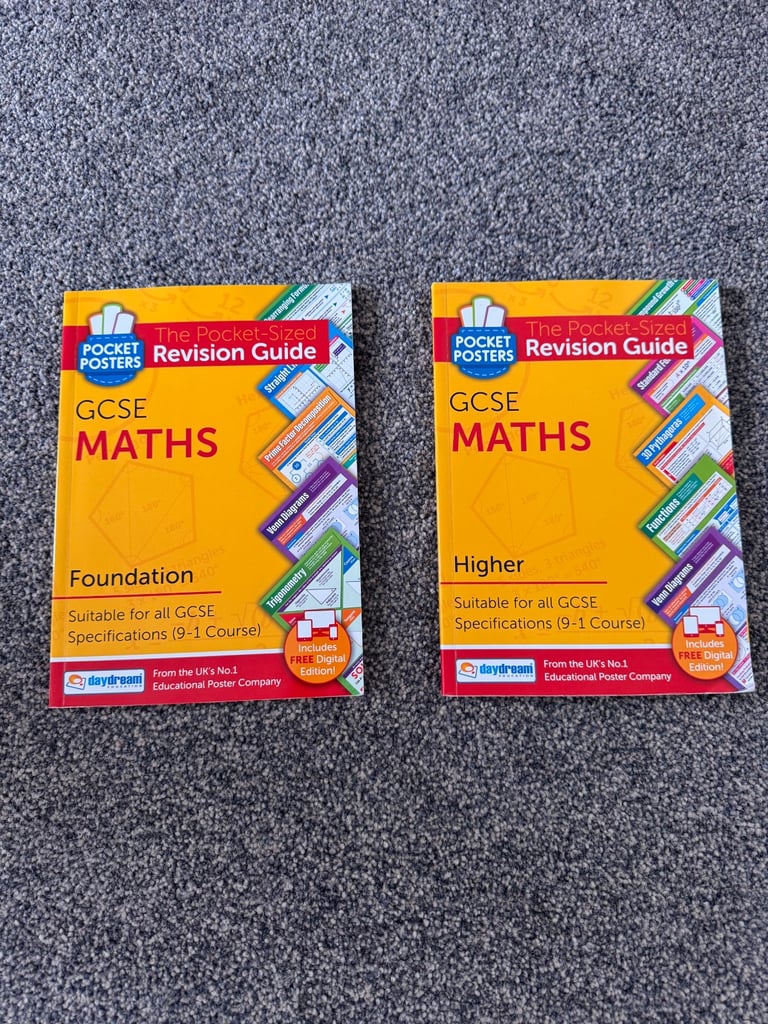 POCKET
POSTERS
The Pocket-Sized
Revision Guide
GCSE
MATHS
Straight
Prime Factor Decomposition
Venn Diagrams
Trigonometry
Foundation
Suitable for all GCSE
Specifications (9-1 Course)
Includes
FREE Digital
Edition!
daydream
EDUCATION
From the UK's No.1
Educational Poster Company
POCKET
POSTERS
The Pocket-Sized
Revision Guide
GCSE
MATHS
Standard
3D Pythagoras
Functions
Venn Diagrams
Higher
Suitable for all GCSE
Specifications (9-1 Course)
Includes
FREE Digital
Edition!
daydream
EDUCATION
From the UK's No.1
Educational Poster Company